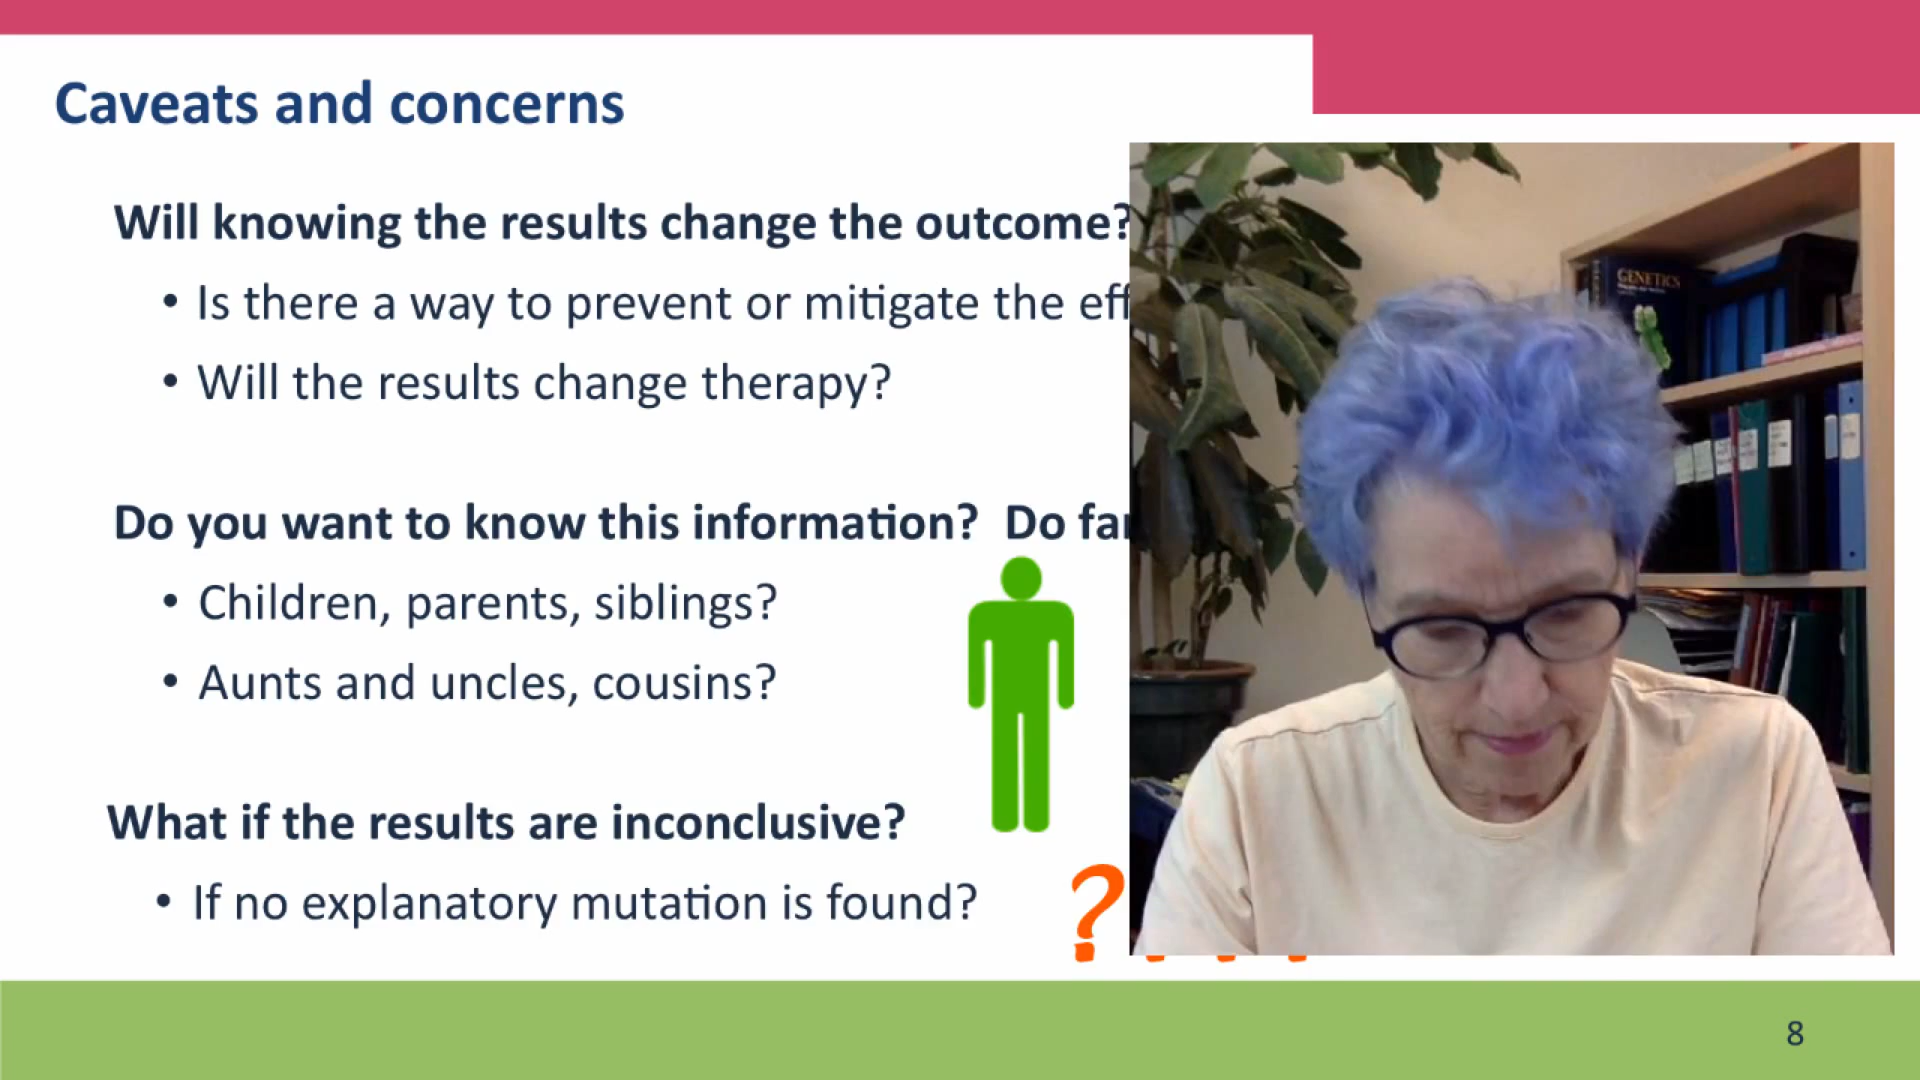 Caveats and concerns
Will knowing the results change the outcome?
• Is there a way to prevent or mitigate the eff
• Will the results change therapy?
Do you want to know this information? Do
• Children, parents, siblings?
• Aunts and uncles, cousins?
What if the results are inconclusive?
• If no explanatory mutation is found?
?
GENETICS
8